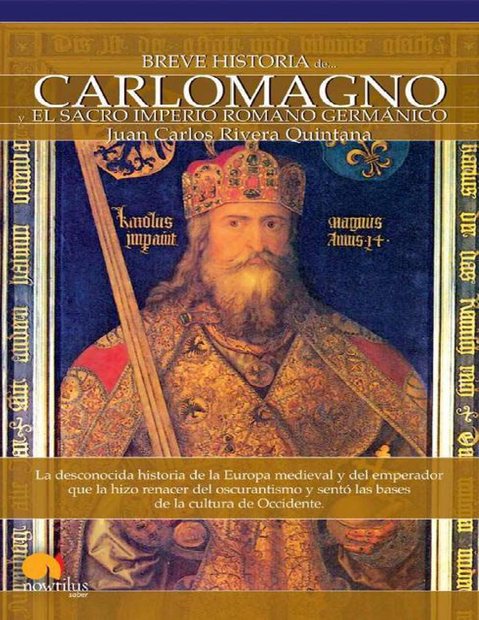 BREVE HISTORIA de...
CARLOMAGNO
y EL SACRO IMPERIO ROMANO GERMÁNICO
Juan Carlos Rivera Quintana
Karolus
magnus
impant
Annis·14·
La desconocida historia de la Europa medieval y del emperador
que la hizo renacer del oscurantismo y sentó las bases
de la cultura de Occidente.
nowtilus
saber